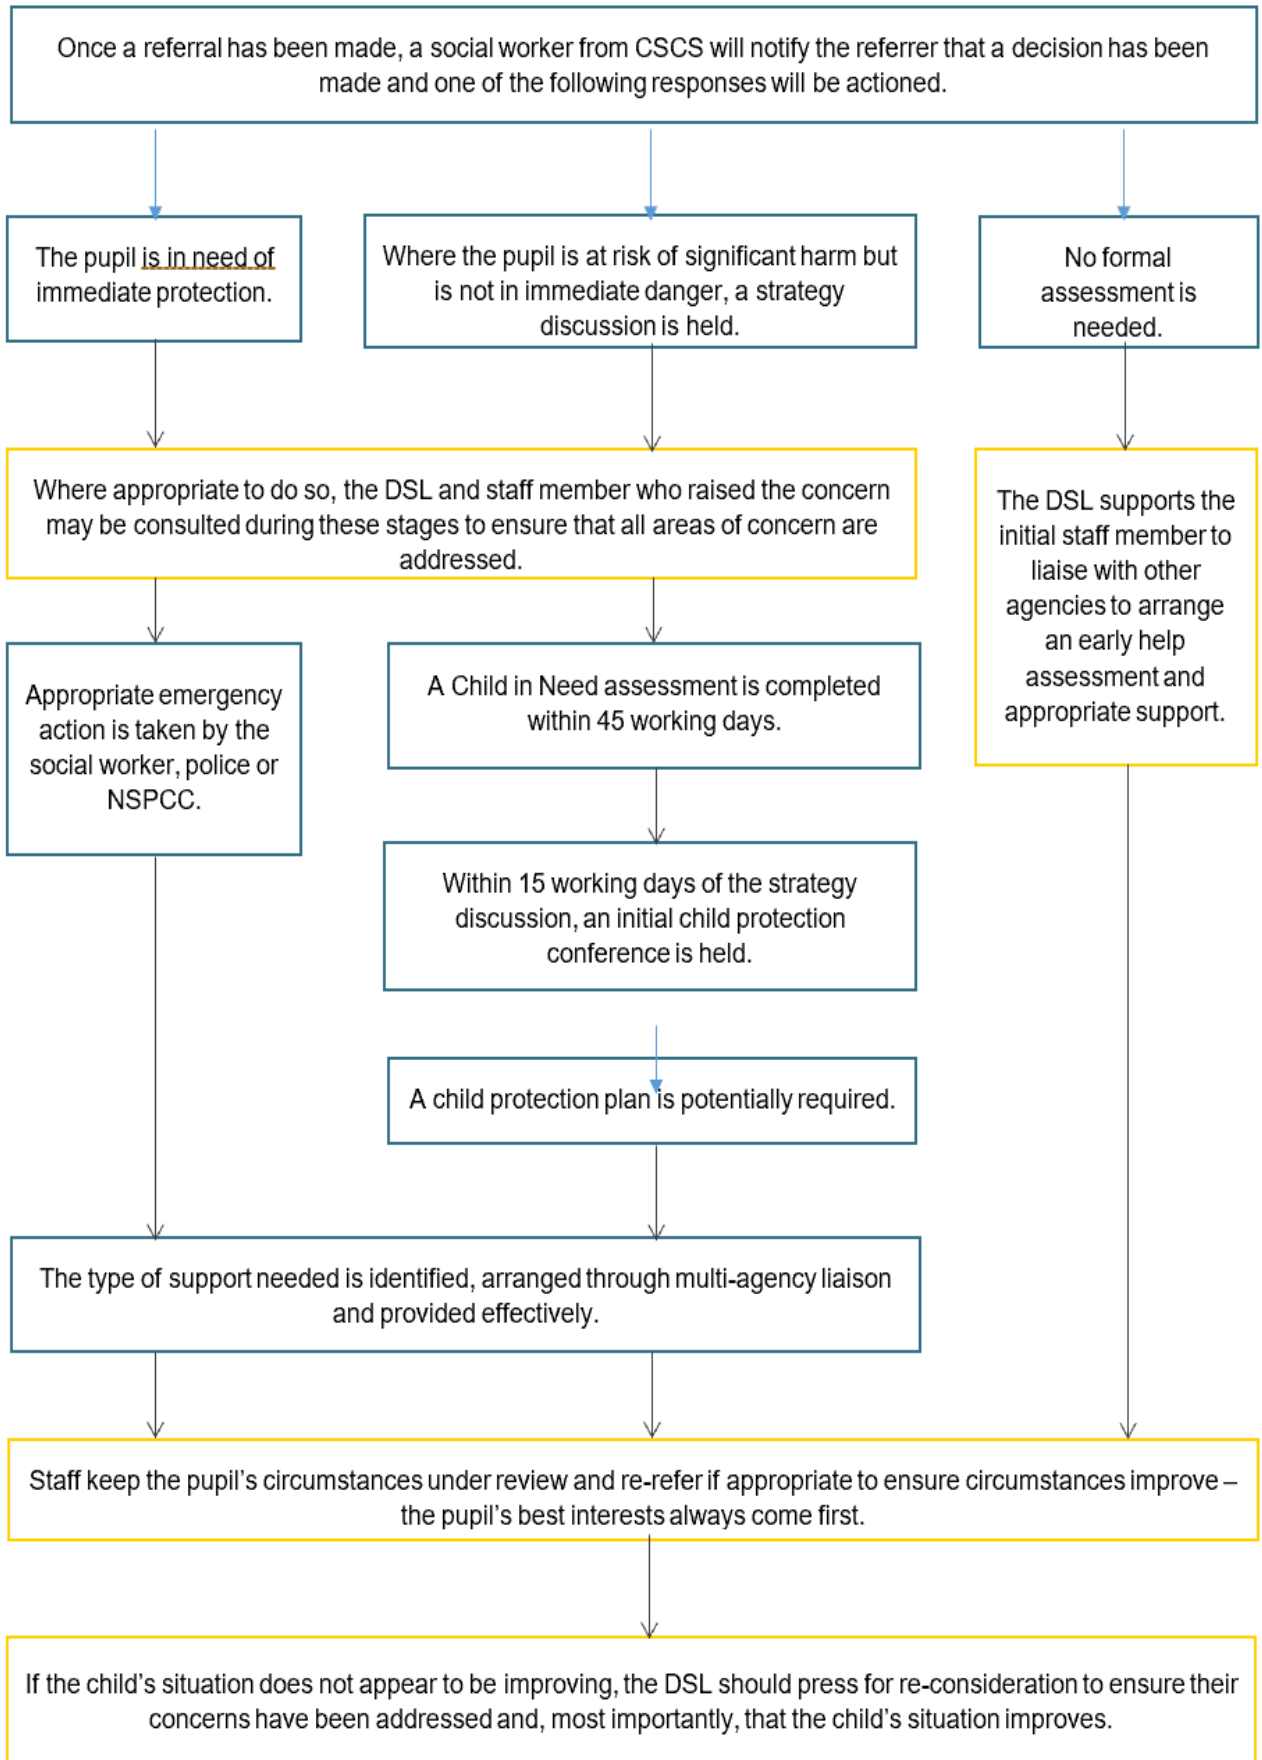 Once a referral has been made, a social worker from CSCS will notify the referrer that a decision has been
made and one of the following responses will be actioned.
The pupil is in need of
immediate protection.
Where the pupil is at risk of significant harm but
is not in immediate danger, a strategy
discussion is held.
No formal
assessment is
needed.
Where appropriate to do so, the DSL and staff member who raised the concern
may be consulted during these stages to ensure that all areas of concern are
addressed.
The DSL supports the
initial staff member to
liaise with other
agencies to arrange
an early help
assessment and
appropriate support.
Appropriate emergency
action is taken by the
social worker, police or
NSPCC.
A Child in Need assessment is completed
within 45 working days.
Within 15 working days of the strategy
discussion, an initial child protection
conference is held.
A child protection plan is potentially required.
The type of support needed is identified, arranged through multi-agency liaison
and provided effectively.
Staff keep the pupil’s circumstances under review and re-refer if appropriate to ensure circumstances improve –
the pupil’s best interests always come first.
If the child’s situation does not appear to be improving, the DSL should press for re-consideration to ensure their
concerns have been addressed and, most importantly, that the child’s situation improves.